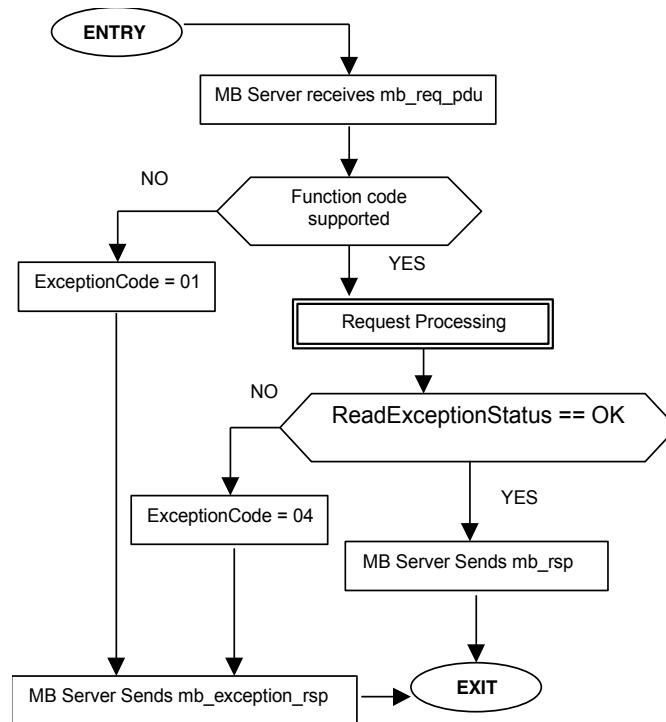 ENTRY
MB Server receives mb_req_pdu
NO
Function code
supported
YES
ExceptionCode = 01
Request Processing
NO
ReadExceptionStatus == OK
YES
ExceptionCode = 04
MB Server Sends mb_rsp
MB Server Sends mb_exception_rsp
EXIT